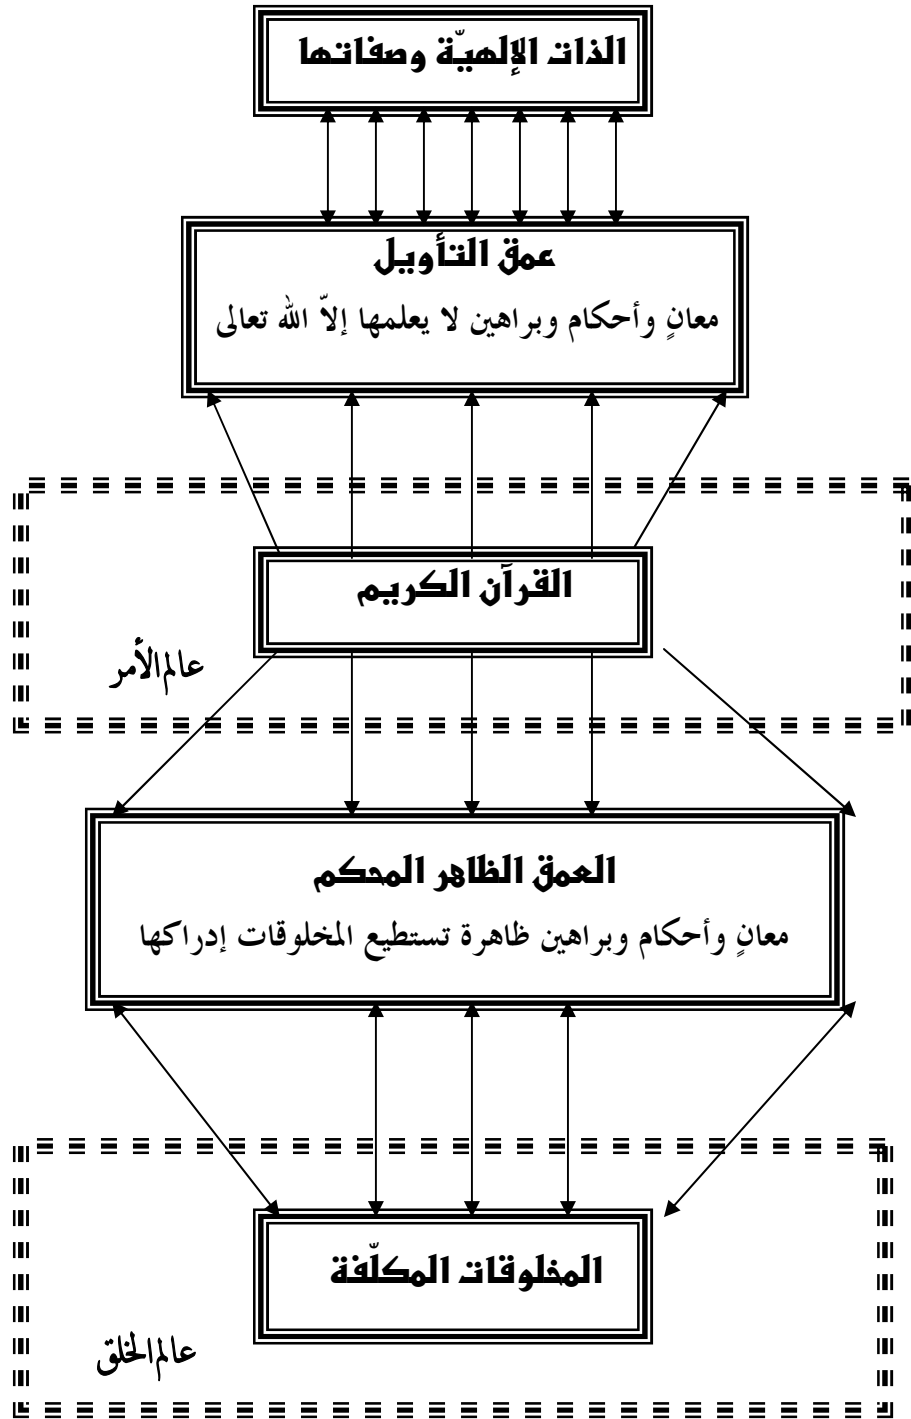 الذات الإلهيّة وصفاتها
عمق التأويل
معانٍ وأحكام وبراهين لا يعلمها إلاّ الله تعالى
القرآن الكريم
عالم الأمر
العمق الظاهر المحكم
معانٍ وأحكام وبراهين ظاهرة تستطيع المخلوقات إدراكها
المخلوقات المكلّفة
عالم الخلق